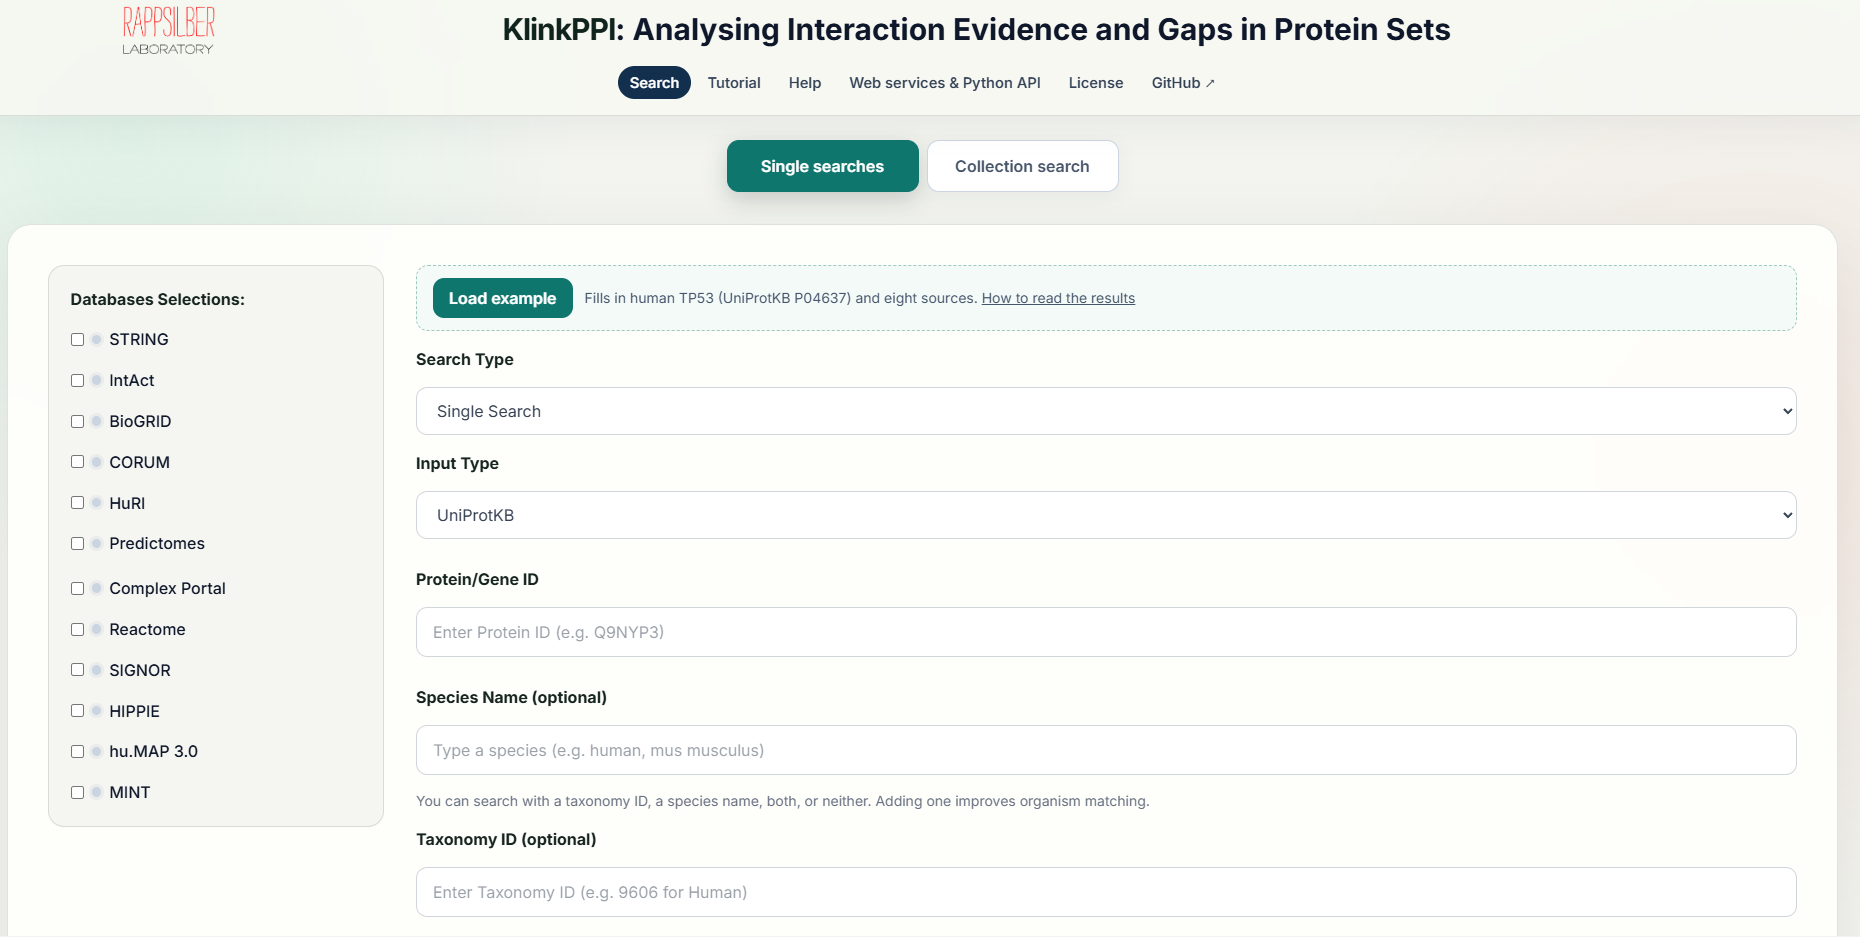 RAPPSILBER
LABORATORY
KlinkPPI: Analysing Interaction Evidence and Gaps in Protein Sets
Search Tutorial Help Web services & Python API License GitHub ↗
Single searches Collection search
Databases Selections:
STRING
IntAct
BioGRID
CORUM
HuRI
Predictomes
Complex Portal
Reactome
SIGNOR
HIPPIE
hu.MAP 3.0
MINT
Load example Fills in human TP53 (UniProtKB P04637) and eight sources. How to read the results
Search Type
Single Search
Input Type
UniProtKB
Protein/Gene ID
Enter Protein ID (e.g. Q9NYP3)
Species Name (optional)
Type a species (e.g. human, mus musculus)
You can search with a taxonomy ID, a species name, both, or neither. Adding one improves organism matching.
Taxonomy ID (optional)
Enter Taxonomy ID (e.g. 9606 for Human)